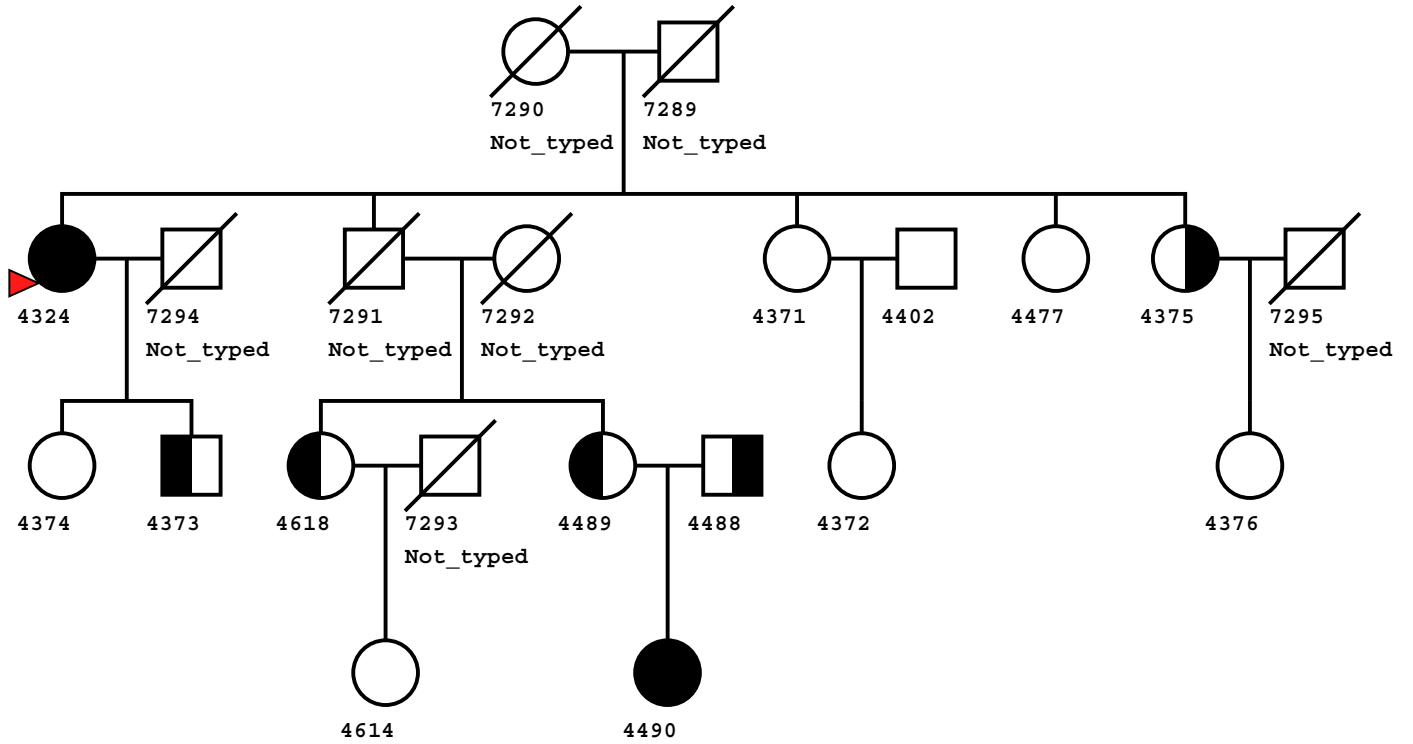 7290 7289
Not_typed Not_typed
4324 7294 7291 7292 4371 4402 4477 4375 7295
Not_typed Not_typed Not_typed Not_typed
4374 4373 4618 7293 4489 4488 4372 4376
Not_typed
4614 4490